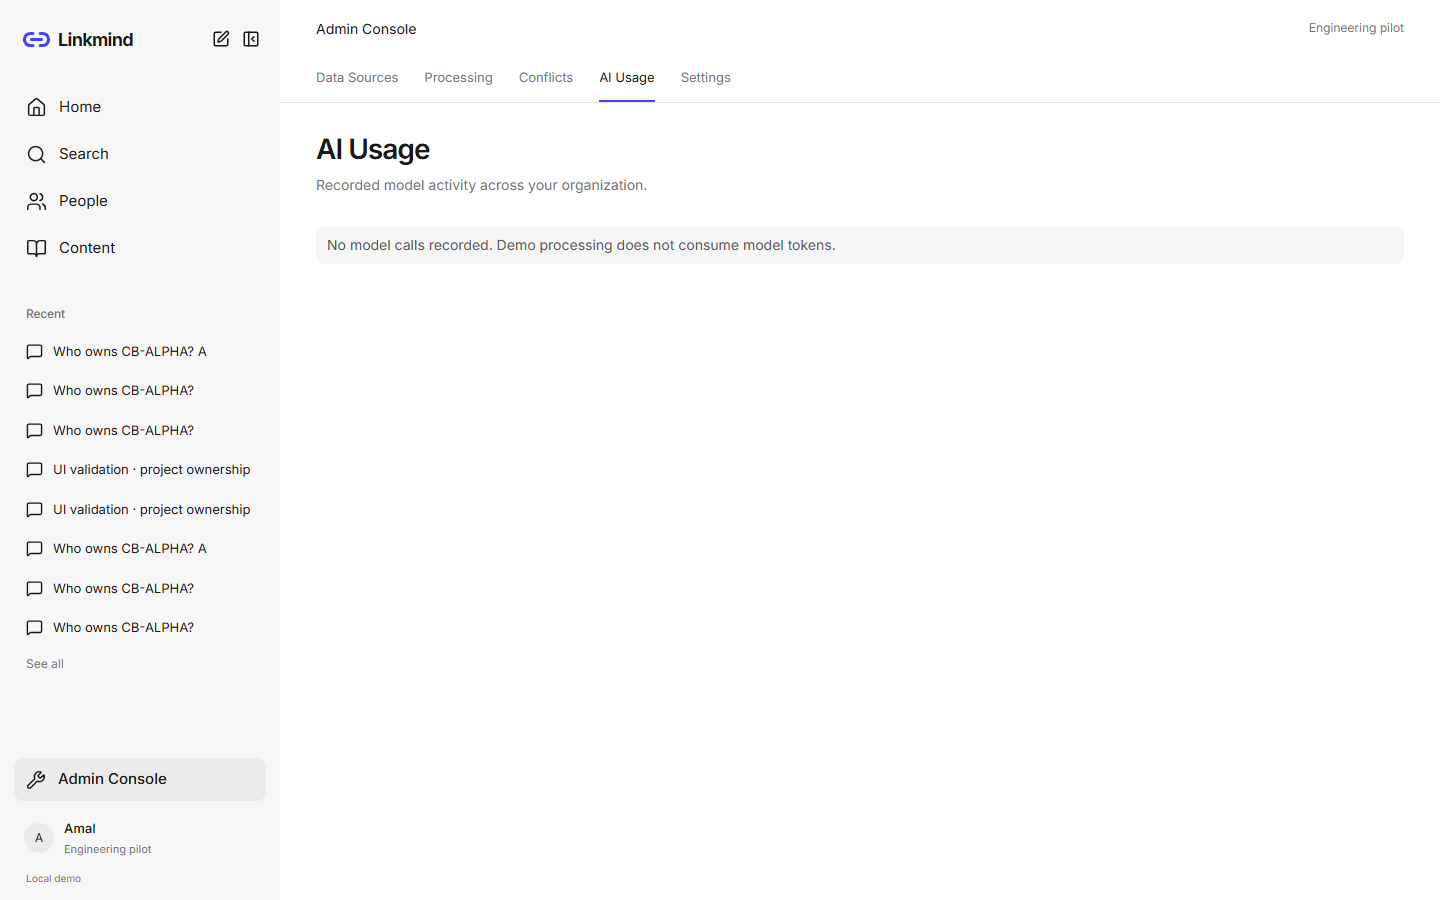 Linkmind
Home
Search
People
Content
Recent
Who owns CB-ALPHA? A
Who owns CB-ALPHA?
Who owns CB-ALPHA?
UI validation · project ownership
UI validation · project ownership
Who owns CB-ALPHA? A
Who owns CB-ALPHA?
Who owns CB-ALPHA?
See all
Admin Console
A
Amal
Engineering pilot
Local demo
Admin Console
Engineering pilot
Data Sources
Processing
Conflicts
AI Usage
Settings
AI Usage
Recorded model activity across your organization.
No model calls recorded. Demo processing does not consume model tokens.